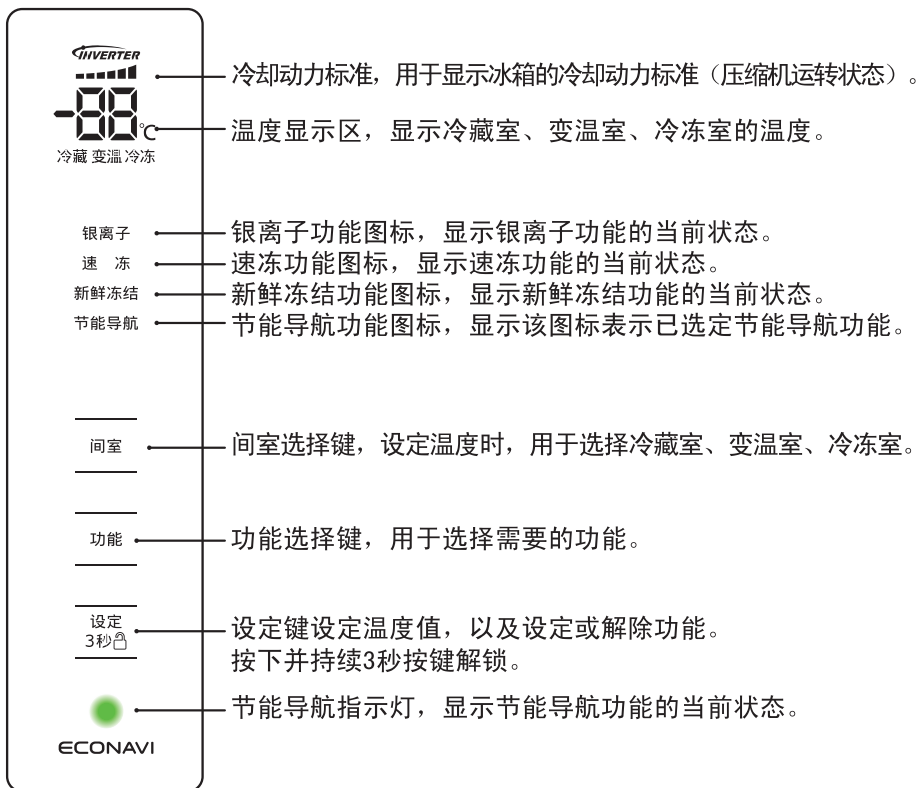 INVERTER
冷却动力标准，用于显示冰箱的冷却动力标准（压缩机运转状态）。
-88℃
温度显示区，显示冷藏室、变温室、冷冻室的温度。
冷藏 变温 冷冻
银离子
银离子功能图标，显示银离子功能的当前状态。
速 冻
速冻功能图标，显示速冻功能的当前状态。
新鲜冻结
新鲜冻结功能图标，显示新鲜冻结功能的当前状态。
节能导航
节能导航功能图标，显示该图标表示已选定节能导航功能。
间室
间室选择键，设定温度时，用于选择冷藏室、变温室、冷冻室。
功能
功能选择键，用于选择需要的功能。
设定
3秒
设定键设定温度值，以及设定或解除功能。
按下并持续3秒按键解锁。
节能导航指示灯，显示节能导航功能的当前状态。
ECONAVI